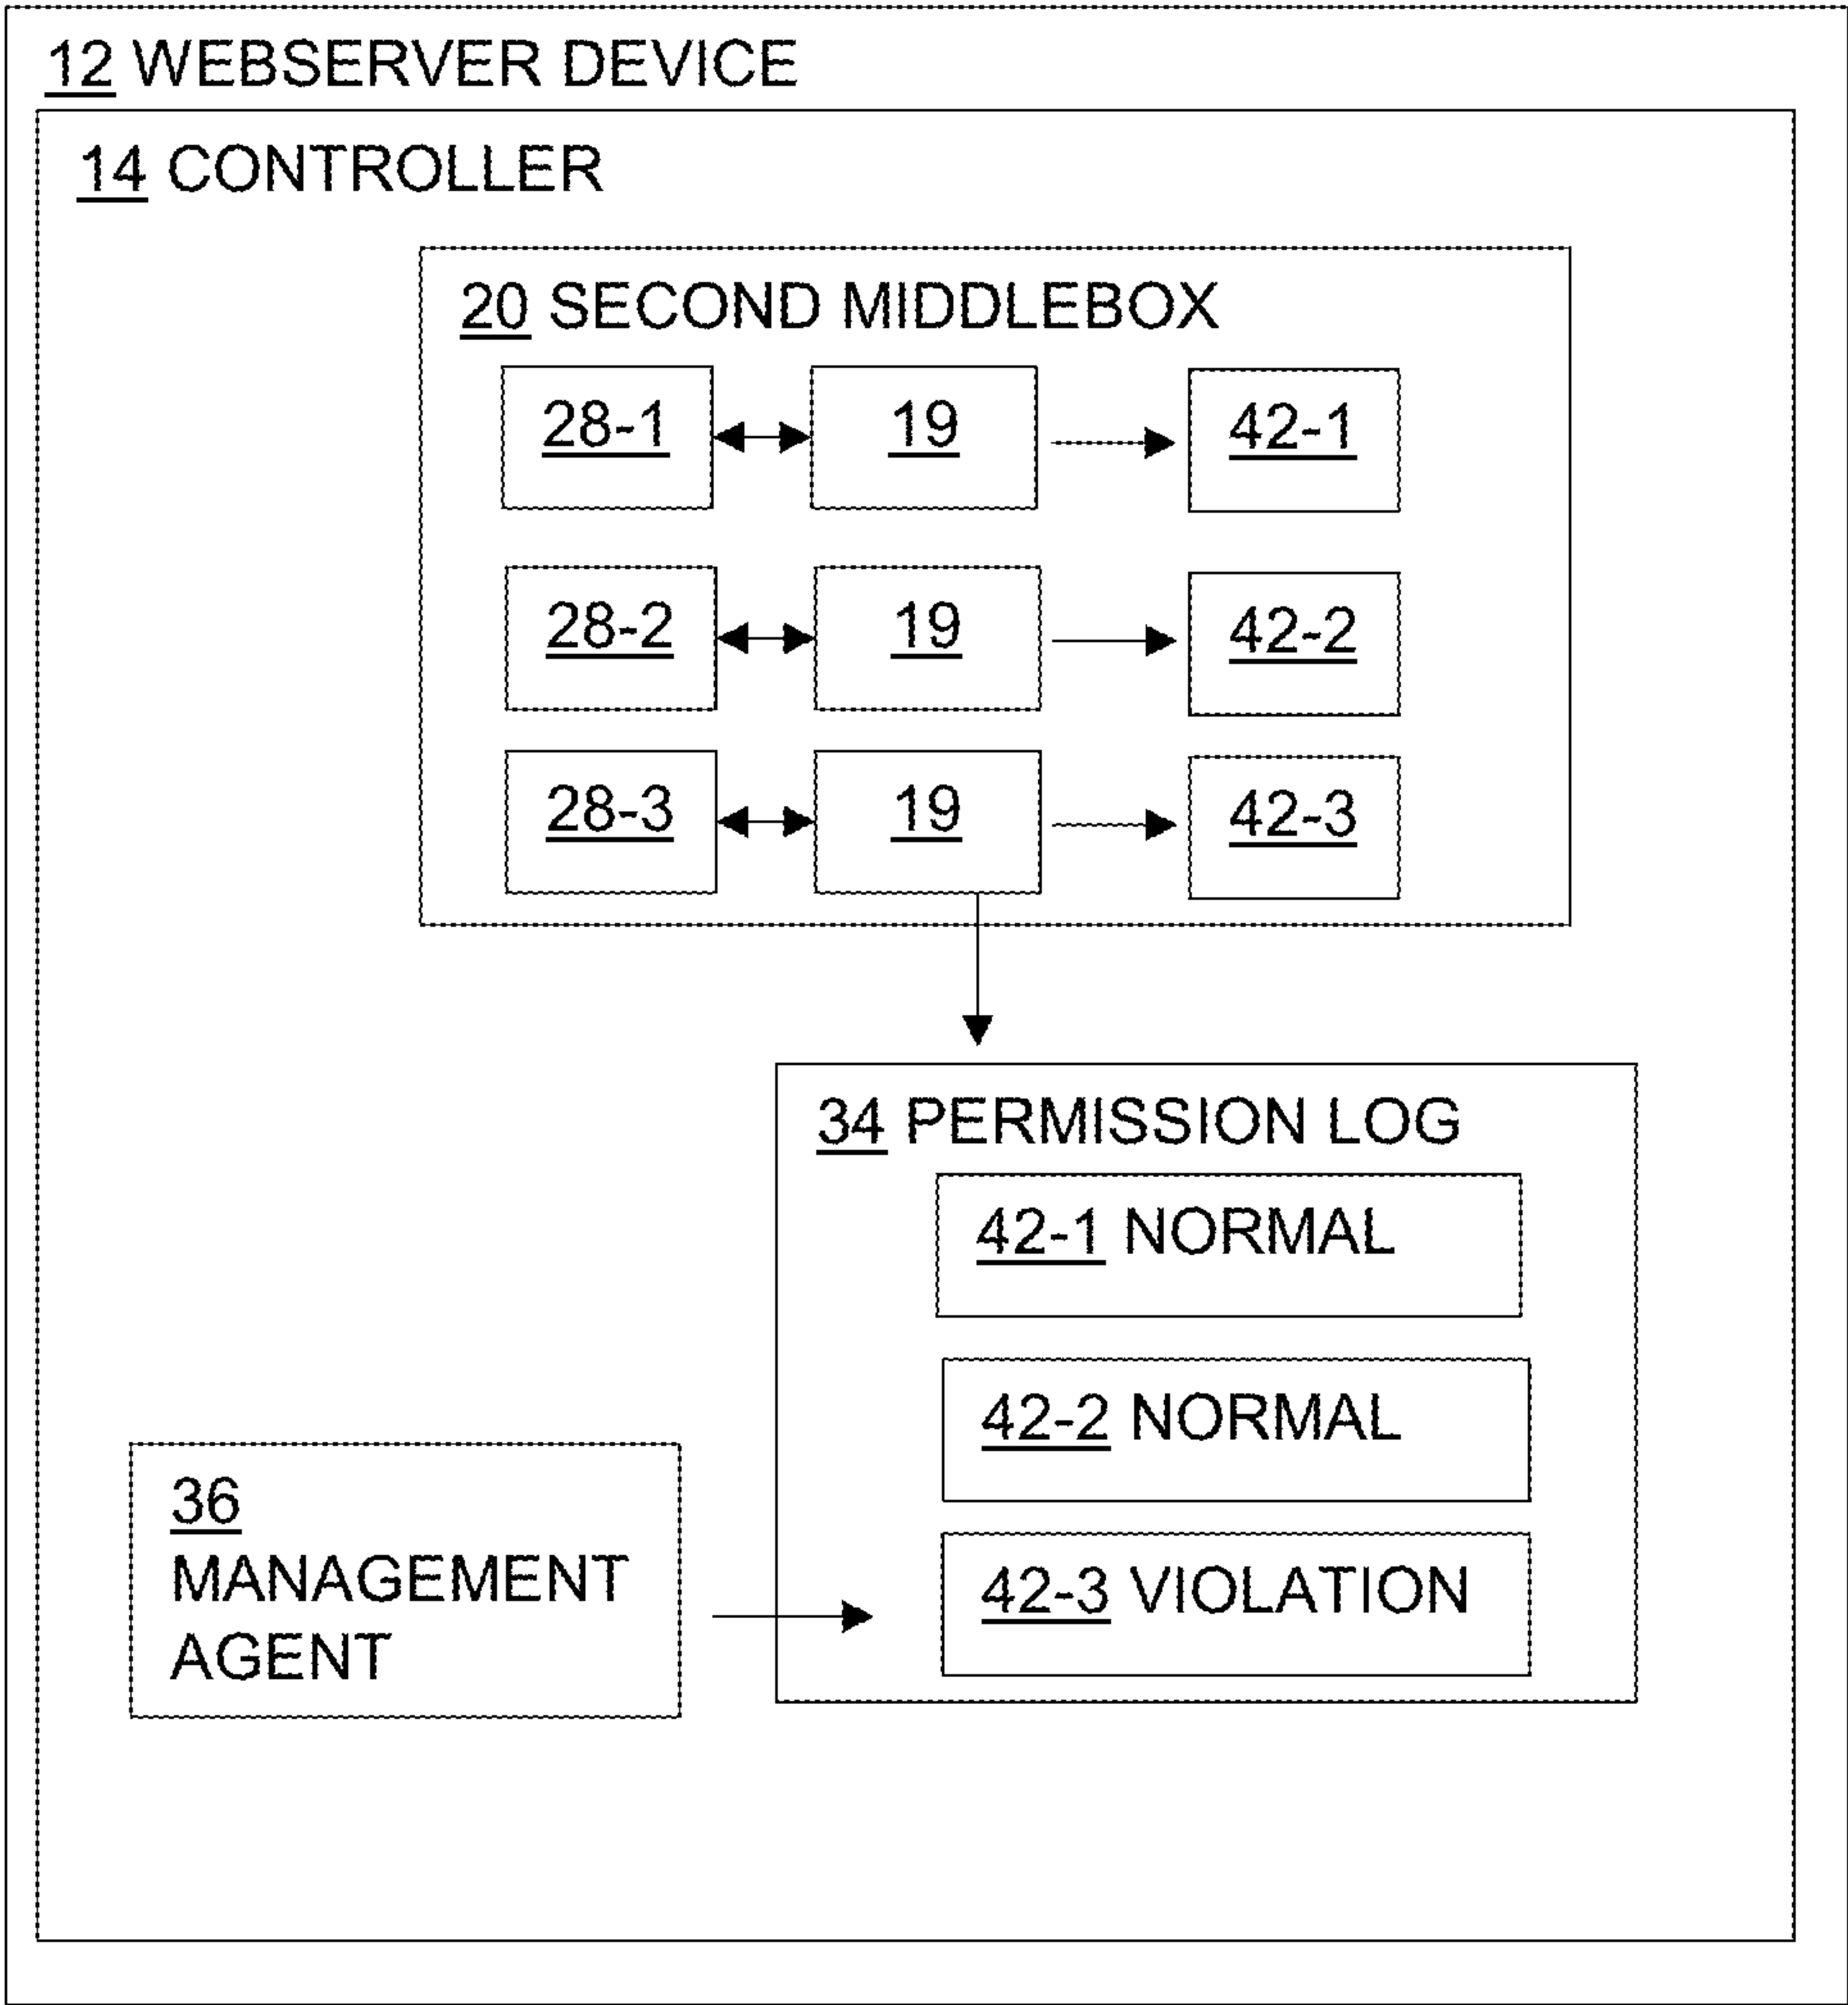 12 WEBSERVER DEVICE
14 CONTROLLER
20 SECOND MIDDLEBOX
28-1 19 42-1
28-2 19 42-2
28-3 19 42-3
34 PERMISSION LOG
42-1 NORMAL
42-2 NORMAL
36
MANAGEMENT
AGENT
42-3 VIOLATION